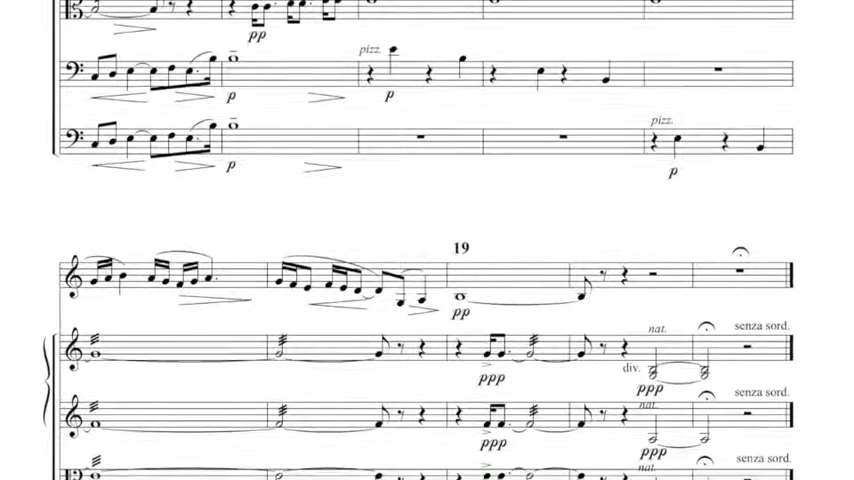 pp
pizz.
p p
pizz.
p p
19
pp
nat. senza sord.
div.
ppp ppp
senza sord.
nat.
ppp ppp
senza sord.
nat.